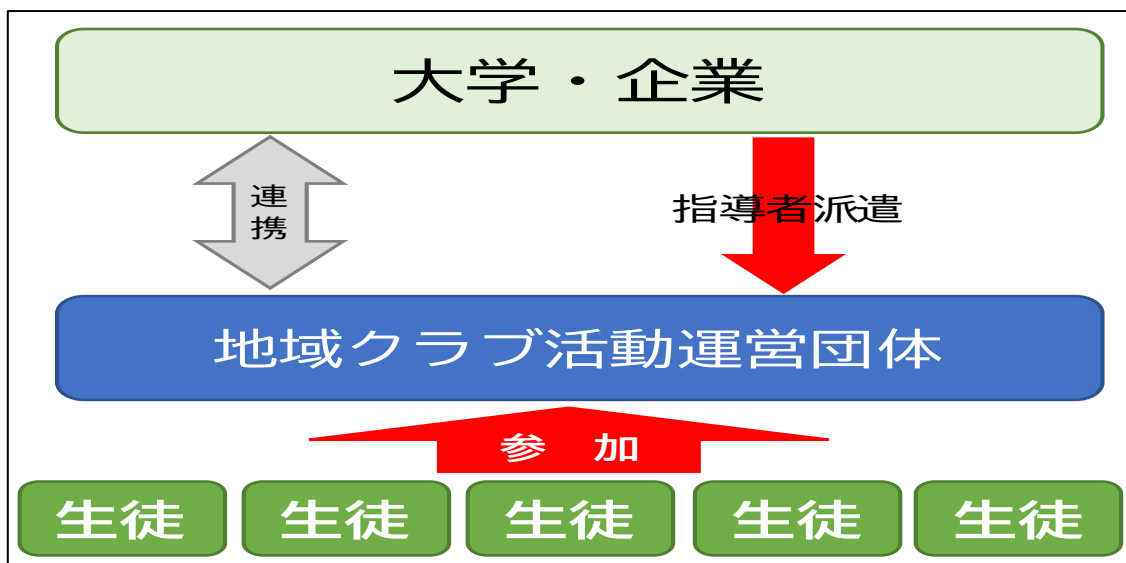 大学・企業
連
携
指導者派遣
地域クラブ活動運営団体
参　加
生徒
生徒
生徒
生徒
生徒